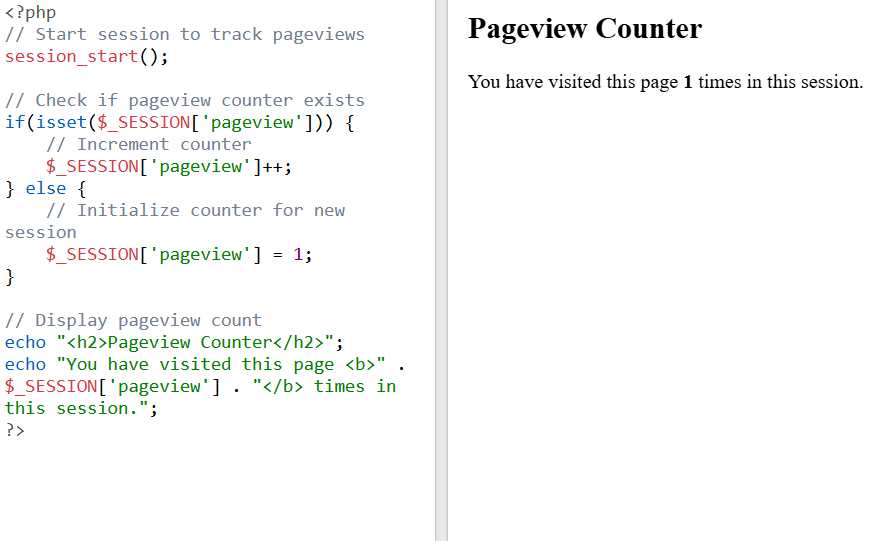 <?php
// Start session to track pageviews
session_start();
// Check if pageview counter exists
if(isset($_SESSION['pageview'])) {
    // Increment counter
    $_SESSION['pageview']++;
} else {
    // Initialize counter for new
session
    $_SESSION['pageview'] = 1;
}
// Display pageview count
echo "<h2>Pageview Counter</h2>";
echo "You have visited this page <b>" .
$_SESSION['pageview'] . "</b> times in
this session.";
?>
Pageview Counter
You have visited this page 1 times in this session.